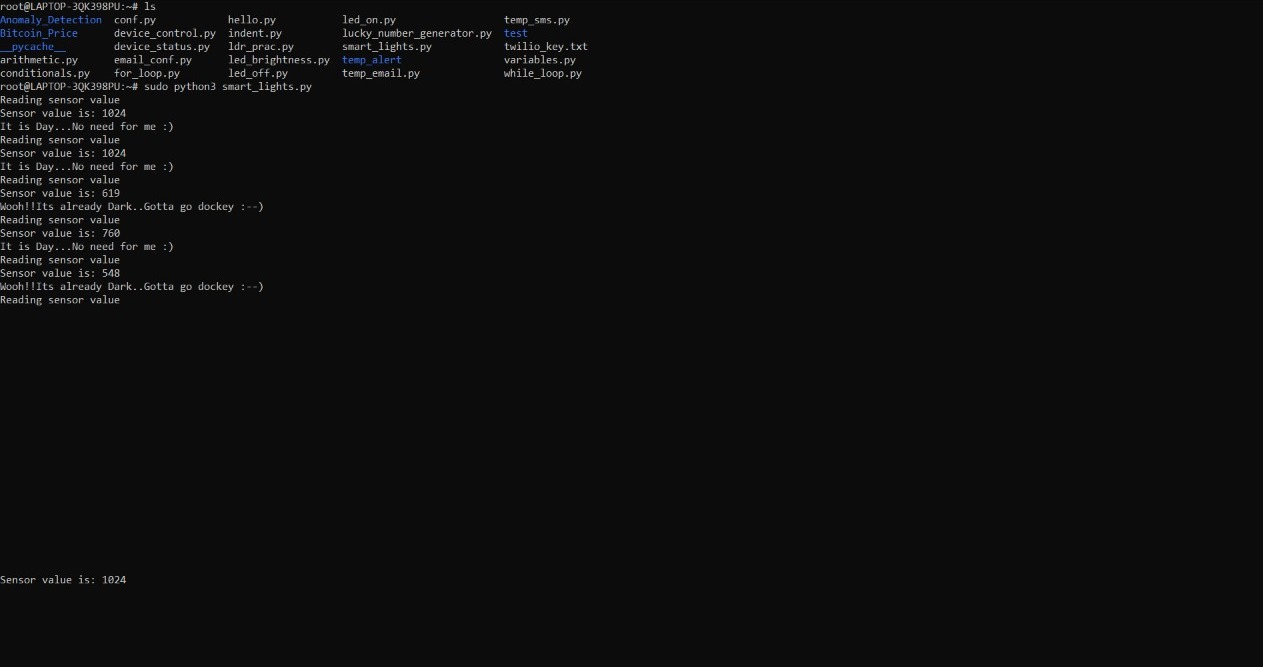 root@LAPTOP-3QK398PU:~# ls
Anomaly_Detection conf.py hello.py led_on.py temp_sms.py
Bitcoin_Price device_control.py indent.py lucky_number_generator.py test
__pycache__ device_status.py ldr_prac.py smart_lights.py twilio_key.txt
arithmetic.py email_conf.py led_brightness.py temp_alert variables.py
conditionals.py for_loop.py led_off.py temp_email.py while_loop.py
root@LAPTOP-3QK398PU:~# sudo python3 smart_lights.py
Reading sensor value
Sensor value is: 1024
It is Day...No need for me :)
Reading sensor value
Sensor value is: 1024
It is Day...No need for me :)
Reading sensor value
Sensor value is: 619
Wooh!!Its already Dark..Gotta go dockey :--)
Reading sensor value
Sensor value is: 760
It is Day...No need for me :)
Reading sensor value
Sensor value is: 548
Wooh!!Its already Dark..Gotta go dockey :--)
Reading sensor value
Sensor value is: 1024